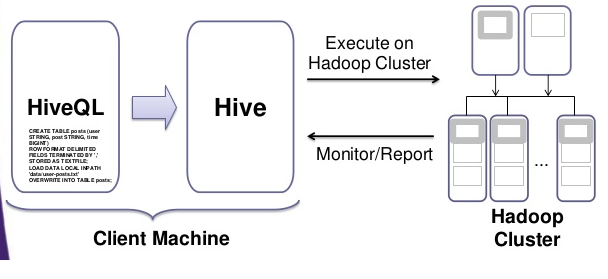 HiveQL
CREATE TABLE posts (user
STRING, post STRING, time
BIGINT)
ROW FORMAT DELIMITED
FIELDS TERMINATED BY ','
STORED AS TEXTFILE;
LOAD DATA LOCAL INPATH
'data/user-posts.txt'
OVERWRITE INTO TABLE posts;
Hive
Execute on
Hadoop Cluster
Monitor/Report
...
Client Machine
Hadoop
Cluster